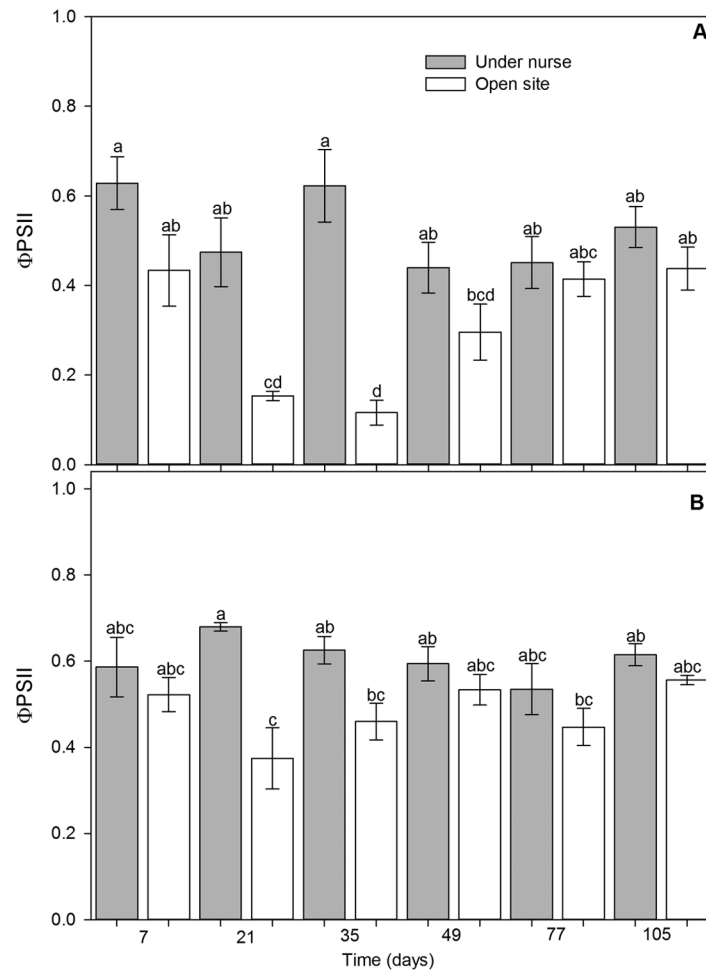 1.0
A
Under nurse
Open site
0.8
a
a
0.6
ab
ab
ab
ab
ab
abc
ab
ΦPSII
0.4
bcd
0.2
cd
d
0.0
1.0
B
0.8
abc
a
ab
ab
abc
ab
0.6
abc
abc
abc
bc
bc
ΦPSII
c
0.4
0.2
0.0
7
21
35
49
77
105
Time (days)